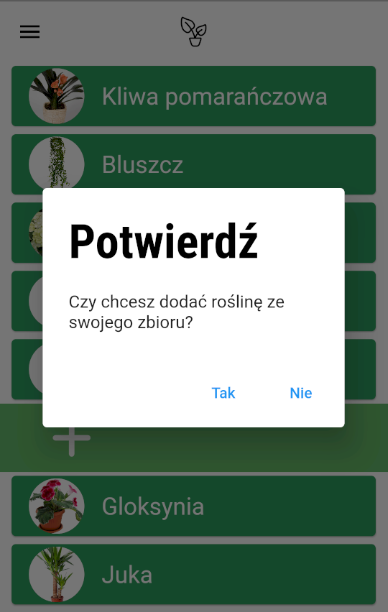 Kliwa pomarańczowa
Bluszcz
Potwierdź
Czy chcesz dodać roślinę ze
swojego zbioru?
Tak Nie
Gloksynia
Juka